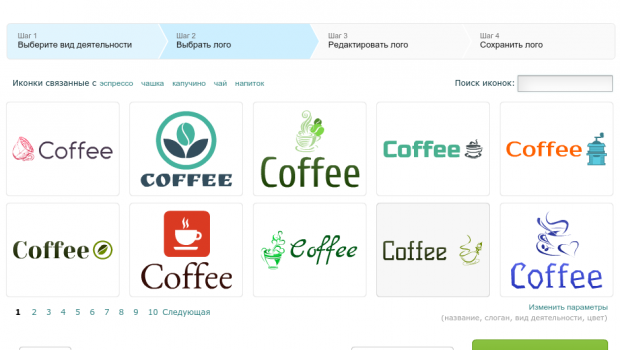 Шаг 1
Выберите вид деятельности
Шаг 2
Выбрать лого
Шаг 3
Редактировать лого
Шаг 4
Сохранить лого
Иконки связанные с эспрессо чашка капучино чай напиток
Поиск иконок:
Coffee
COFFEE
Coffee
Coffee
Coffee
Coffee
Coffee
Coffee
Coffee
Coffee
1 2 3 4 5 6 7 8 9 10 Следующая
Изменить параметры
(название, слоган, вид деятельности, цвет)